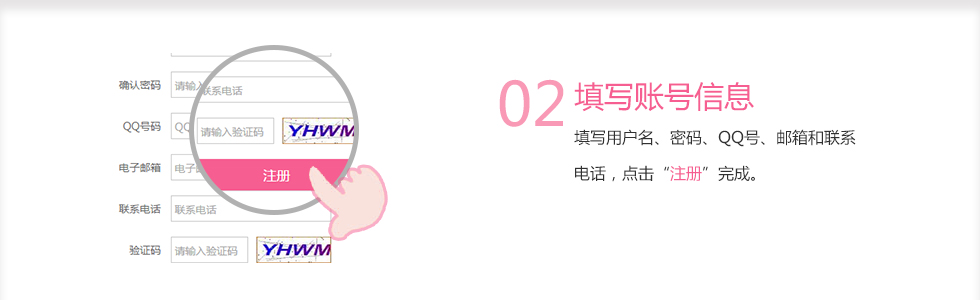 确认密码 请输入
联系电话
QQ号码 QQ
请输入验证码 YHWM
电子邮箱 电子
注册
联系电话 联系电话
验证码 请输入验证码 YHWM
02 填写账号信息
填写用户名、密码、QQ号、邮箱和联系
电话，点击“注册”完成。